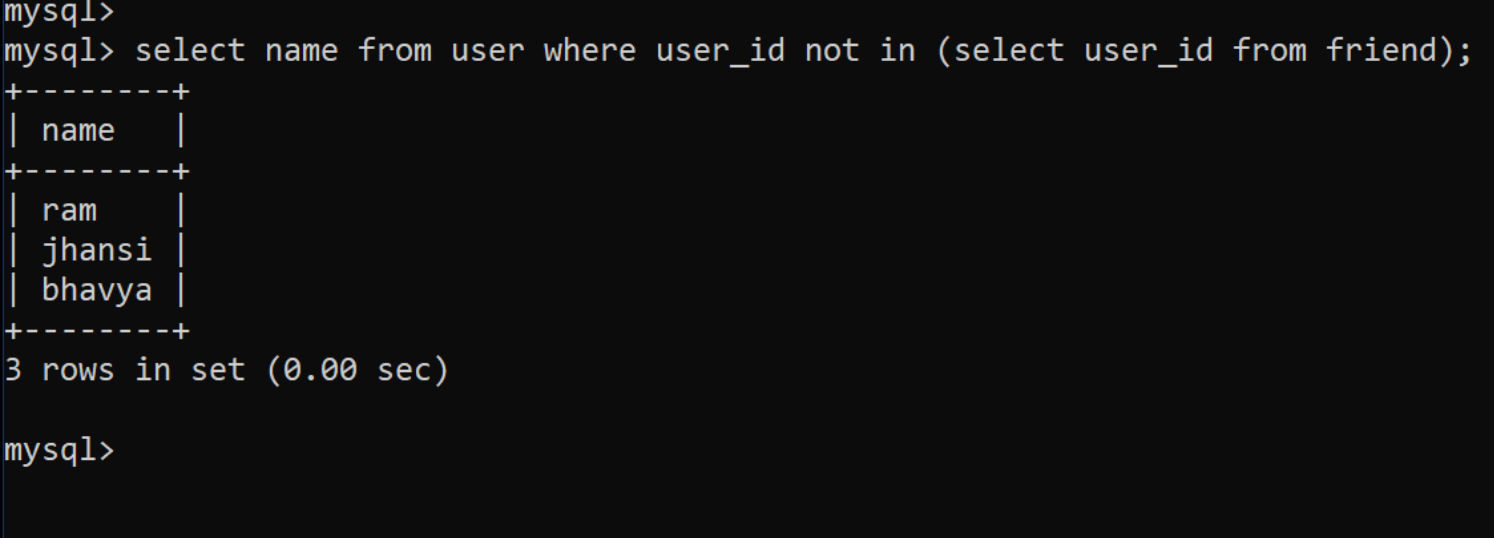 mysql>
mysql> select name from user where user_id not in (select user_id from friend);
+--------+
| name   |
+--------+
| ram    |
| jhansi |
| bhavya |
+--------+
3 rows in set (0.00 sec)
mysql>